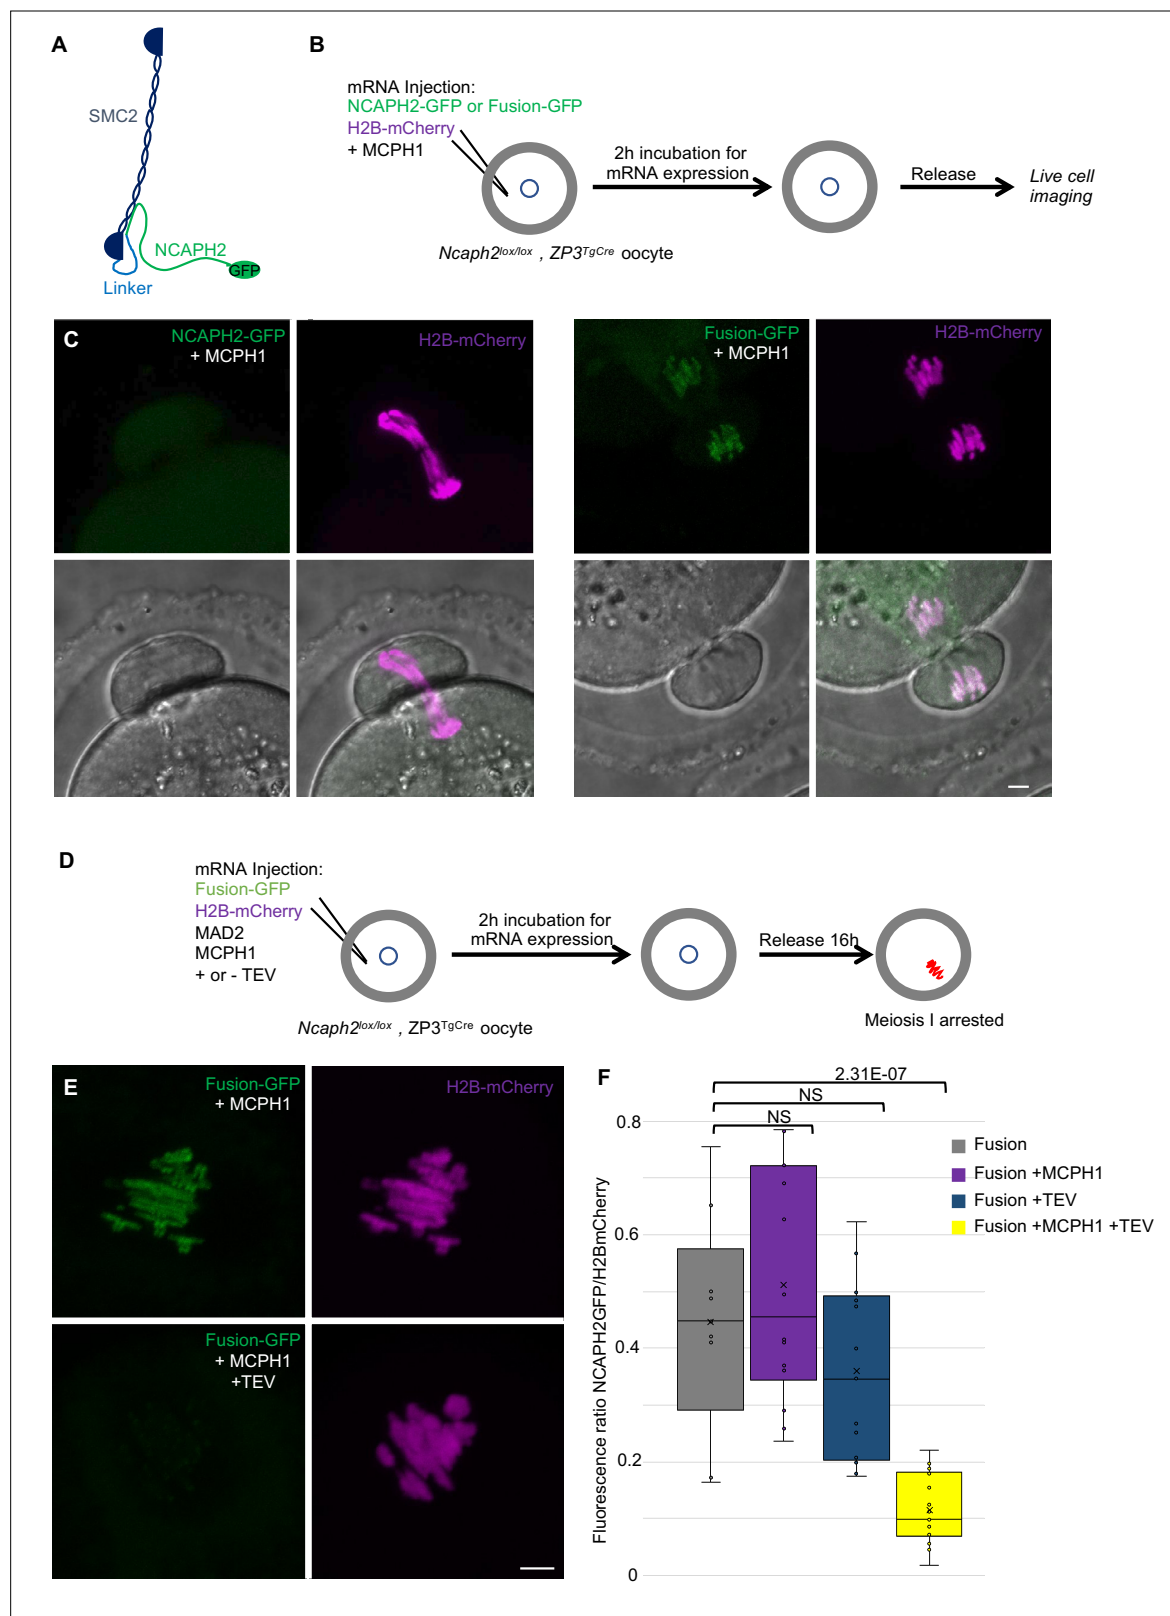 A
SMC2
NCAPH2
GFP
Linker
B
mRNA Injection:
NCAPH2-GFP or Fusion-GFP
H2B-mCherry
+ MCPH1
2h incubation for
mRNA expression
Release
Live cell
imaging
Ncaph2lox/lox , ZP3TgCre oocyte
C
NCAPH2-GFP
+ MCPH1
H2B-mCherry
Fusion-GFP
+ MCPH1
H2B-mCherry
D
mRNA Injection:
Fusion-GFP
H2B-mCherry
MAD2
MCPH1
+ or - TEV
2h incubation for
mRNA expression
Release 16h
Ncaph2lox/lox , ZP3TgCre oocyte
Meiosis I arrested
E
Fusion-GFP
+ MCPH1
H2B-mCherry
Fusion-GFP
+ MCPH1
+TEV
F
2.31E-07
NS
NS
0.8
0.6
0.4
0.2
0
Fluorescence ratio NCAPH2GFP/H2BmCherry
Fusion
Fusion +MCPH1
Fusion +TEV
Fusion +MCPH1 +TEV